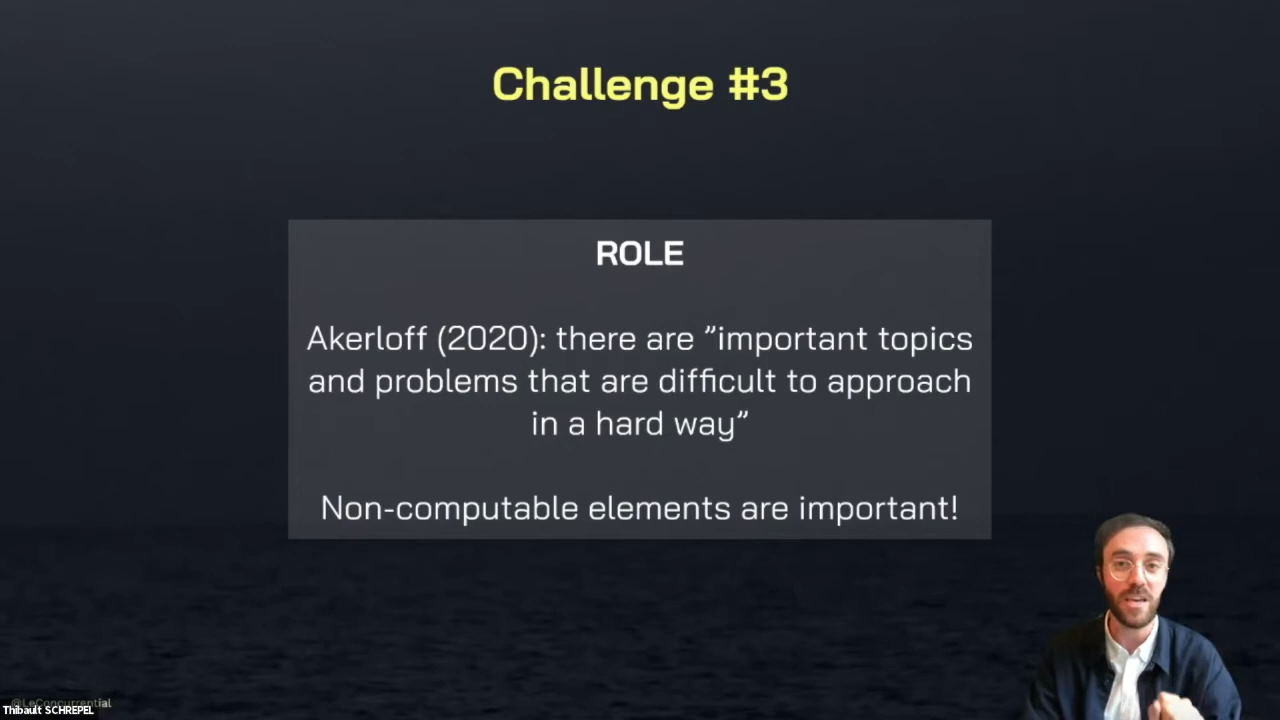 Challenge #3
ROLE
Akerloff (2020): there are ”important topics
and problems that are difficult to approach
in a hard way”
Non-computable elements are important!
@LeConcurrential
Thibault SCHREPEL